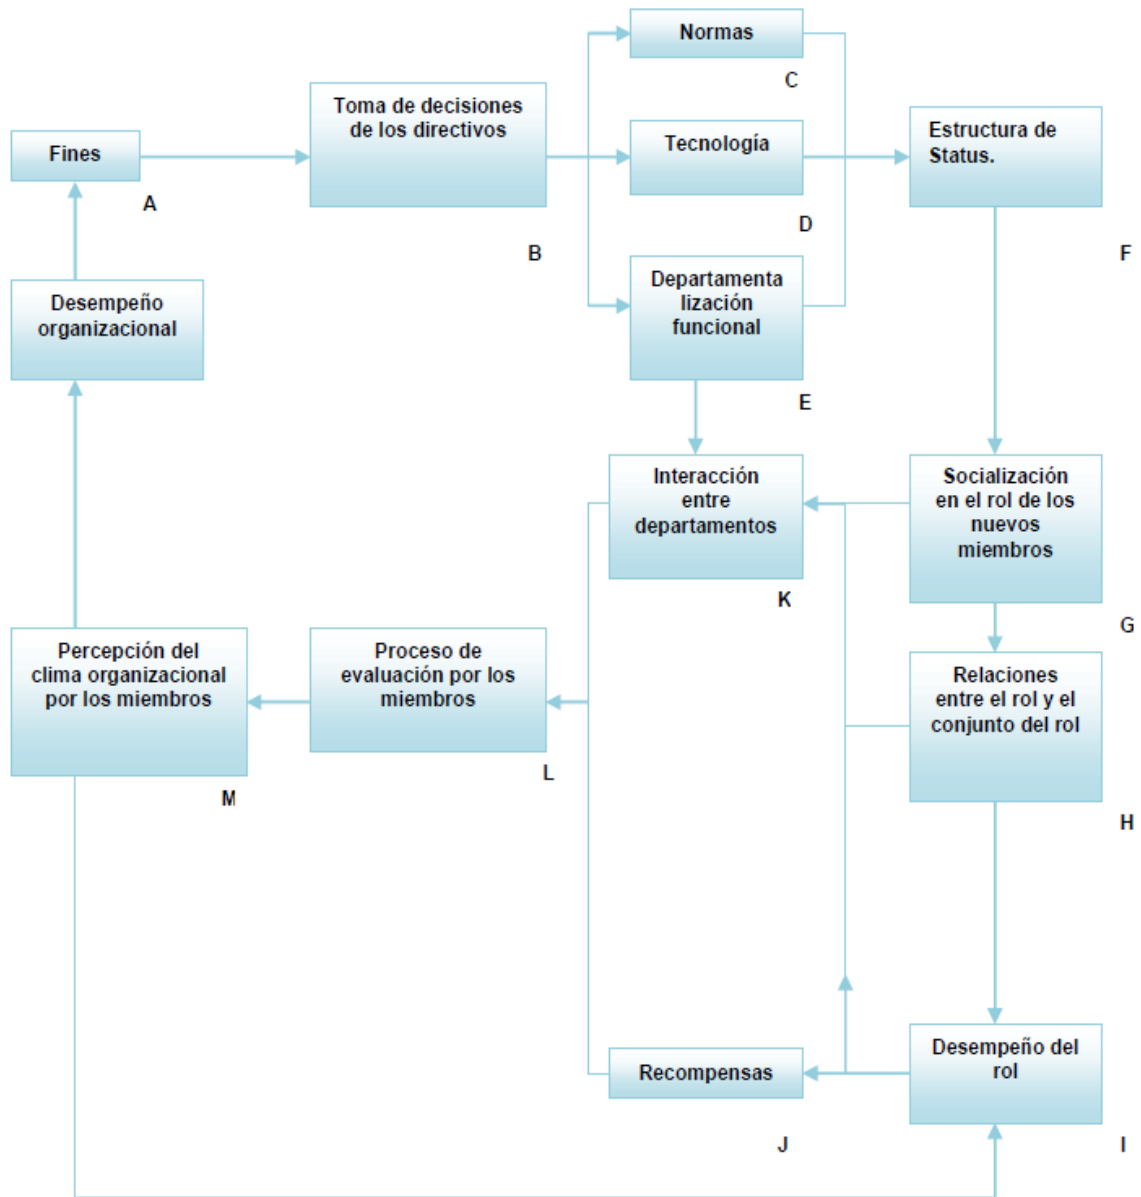 Normas
C
Toma de decisiones
de los directivos
B
Fines
A
Tecnología
D
Estructura de
Status.
F
Departamenta
lización
funcional
E
Desempeño
organizacional
Interacción
entre
departamentos
K
Socialización
en el rol de los
nuevos
miembros
G
Percepción del
clima organizacional
por los miembros
M
Proceso de
evaluación por los
miembros
L
Relaciones
entre el rol y el
conjunto del rol
H
Recompensas
J
Desempeño del
rol
I